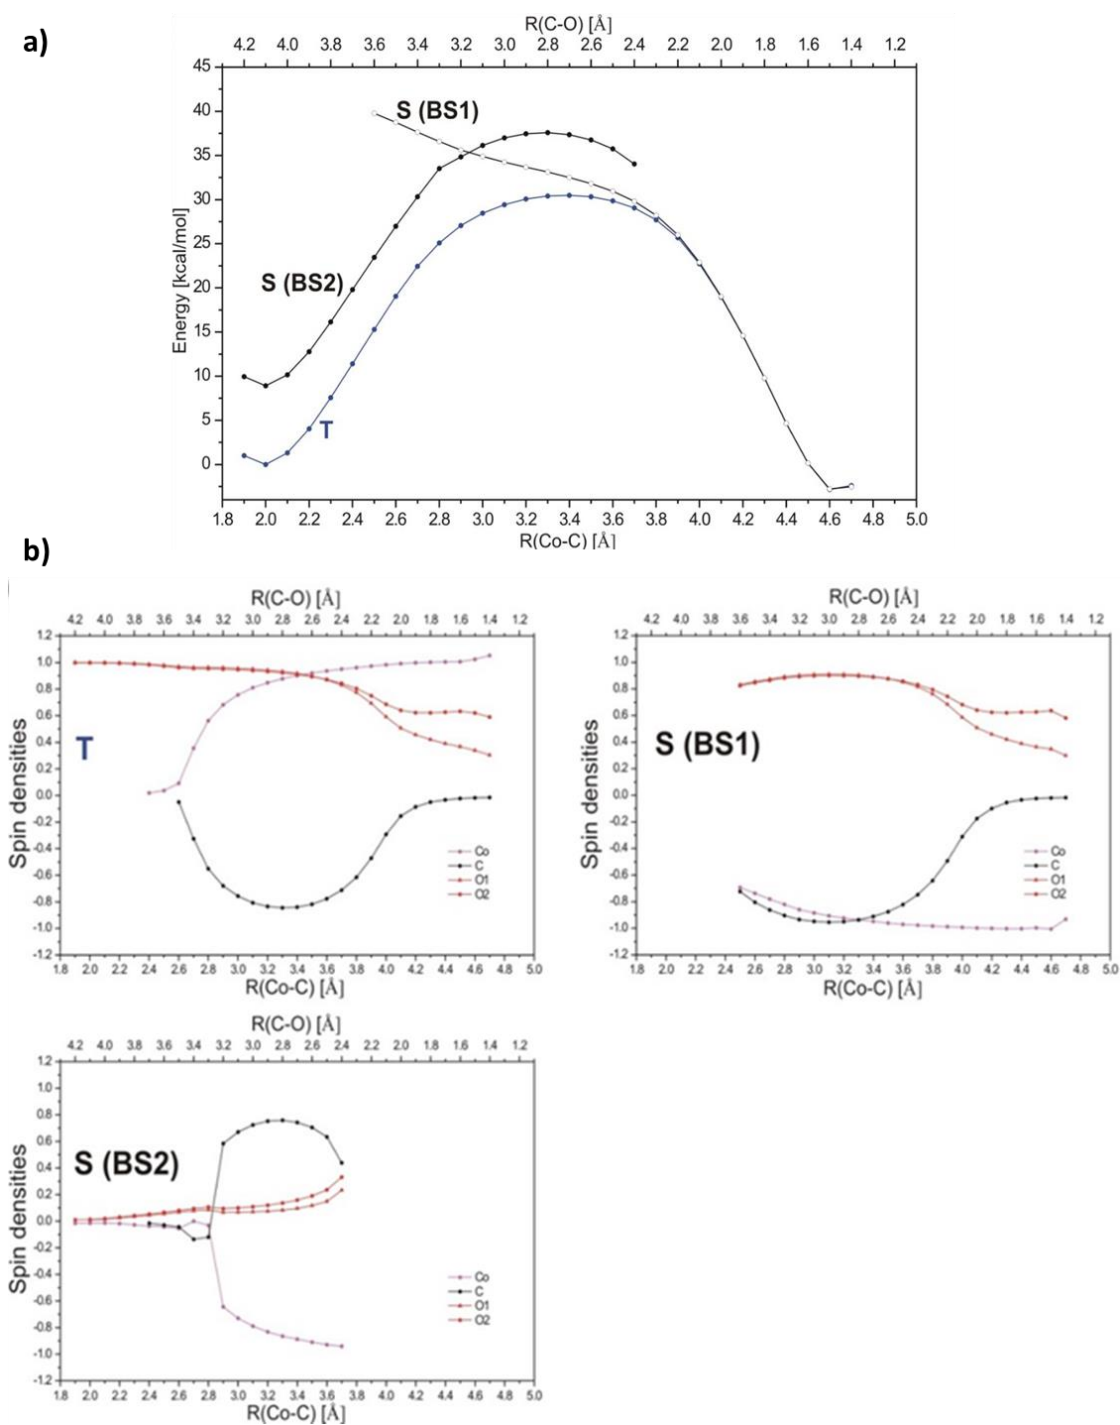 a)
R(C-O) [Å]
4.2 4.0 3.8 3.6 3.4 3.2 3.0 2.8 2.6 2.4 2.2 2.0 1.8 1.6 1.4 1.2
45
40
35
30
25
20
15
10
5
0
Energy [kcal/mol]
S (BS1)
S (BS2)
T
1.8 2.0 2.2 2.4 2.6 2.8 3.0 3.2 3.4 3.6 3.8 4.0 4.2 4.4 4.6 4.8 5.0
R(Co-C) [Å]
b)
R(C-O) [Å]
4.2 4.0 3.8 3.6 3.4 3.2 3.0 2.8 2.6 2.4 2.2 2.0 1.8 1.6 1.4 1.2
1.2
1.0
0.8
0.6
0.4
0.2
0.0
-0.2
-0.4
-0.6
-0.8
-1.0
-1.2
Spin densities
T
Co
C
O1
O2
1.8 2.0 2.2 2.4 2.6 2.8 3.0 3.2 3.4 3.6 3.8 4.0 4.2 4.4 4.6 4.8 5.0
R(Co-C) [Å]
R(C-O) [Å]
4.2 4.0 3.8 3.6 3.4 3.2 3.0 2.8 2.6 2.4 2.2 2.0 1.8 1.6 1.4 1.2
1.2
1.0
0.8
0.6
0.4
0.2
0.0
-0.2
-0.4
-0.6
-0.8
-1.0
-1.2
Spin densities
S (BS1)
Co
C
O1
O2
1.8 2.0 2.2 2.4 2.6 2.8 3.0 3.2 3.4 3.6 3.8 4.0 4.2 4.4 4.6 4.8 5.0
R(Co-C) [Å]
R(C-O) [Å]
4.2 4.0 3.8 3.6 3.4 3.2 3.0 2.8 2.6 2.4 2.2 2.0 1.8 1.6 1.4 1.2
1.2
1.0
0.8
0.6
0.4
0.2
0.0
-0.2
-0.4
-0.6
-0.8
-1.0
-1.2
Spin densities
S (BS2)
Co
C
O1
O2
1.8 2.0 2.2 2.4 2.6 2.8 3.0 3.2 3.4 3.6 3.8 4.0 4.2 4.4 4.6 4.8 5.0
R(Co-C) [Å]